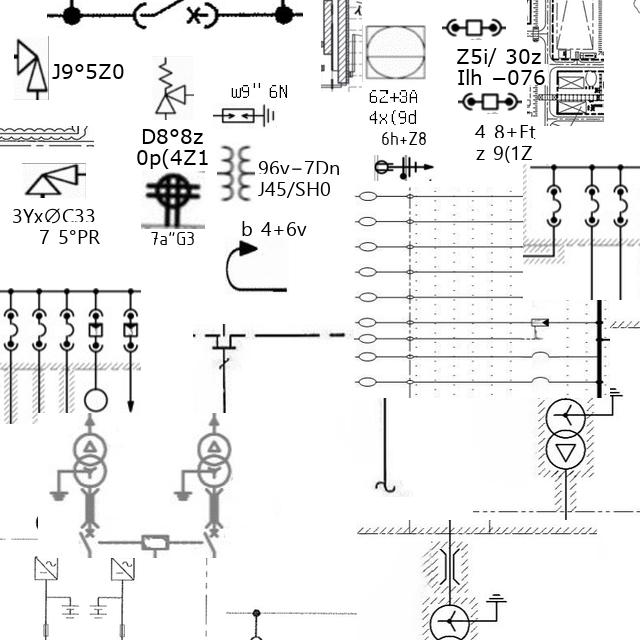 J9°5Z0
Z5i/ 30z
Ilh −076
w9'' 6N
6Z+3A
4x(9d
6h+Z8
4 8+Ft
z 9(1Z
D8°8z
0p(4Z1
96v−7Dn
J45/SH0
3YxØC33
7 5°PR
7a"G3
b 4+6v